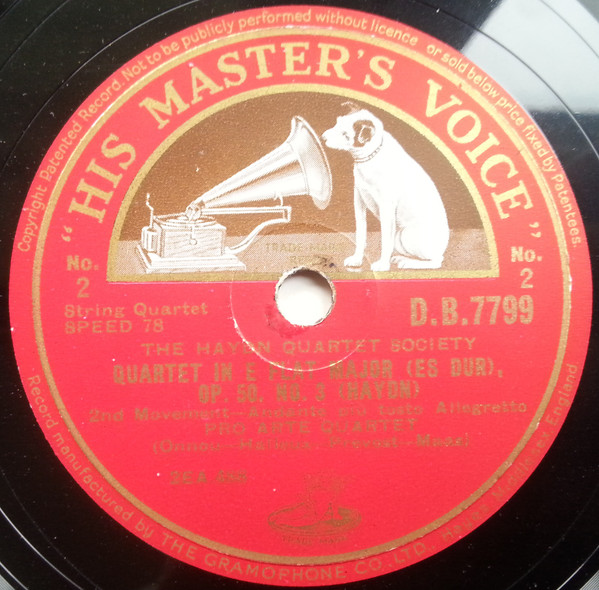 Copyright Patented Record. Not to be publicly performed without licence or sold below price fixed by Patentees.
"HIS MASTER'S VOICE"
TRADE-MARK
No.
2
No.
2
String Quartet
SPEED 78
D.B.7799
THE HAYDN QUARTET SOCIETY
QUARTET IN E FLAT MAJOR (ES DUR),
OP. 50, NO. 3 (HAYDN)
2nd Movement—Andante più tosto Allegretto
PRO ARTE QUARTET
(Onnou—Halleux—Prevost—Maas)
2EA
Record manufactured by THE GRAMOPHONE CO., LTD. Hayes, Middlesex, England